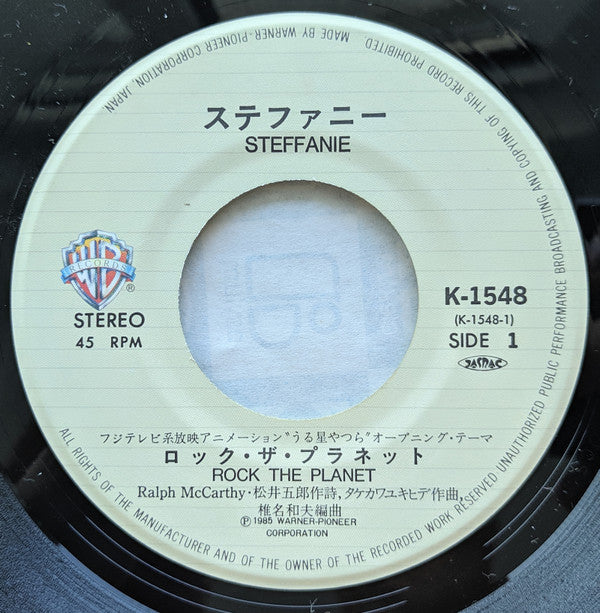 MADE BY WARNER-PIONEER CORPORATION, JAPAN
ステファニー
STEFFANIE
WB
RECORDS
®
STEREO
45 RPM
K-1548
(K-1548-1)
SIDE 1
JASRAC
フジテレビ系放映アニメーション“うる星やつら”オープニング・テーマ
ロック・ザ・プラネット
ROCK THE PLANET
Ralph McCarthy・松井五郎作詩, タケカワユキヒデ作曲,
椎名和夫編曲
Ⓟ1985 WARNER-PIONEER
CORPORATION
ALL RIGHTS OF THE MANUFACTURER AND OF THE OWNER OF THE RECORDED WORK RESERVED UNAUTHORIZED PUBLIC PERFORMANCE BROADCASTING AND COPYING OF THIS RECORD PROHIBITED